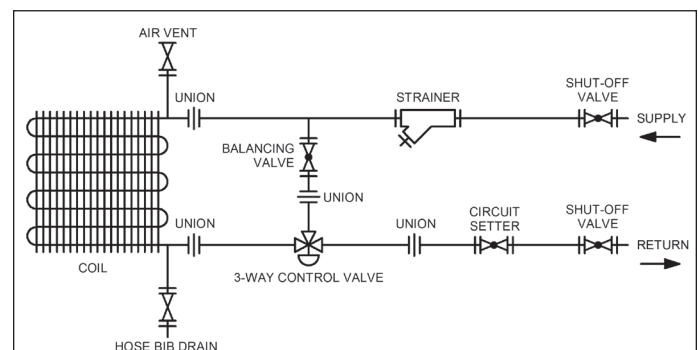 AIR VENT
UNION
STRAINER
SHUT-OFF
VALVE
SUPPLY
BALANCING
VALVE
UNION
UNION
UNION
CIRCUIT
SETTER
SHUT-OFF
VALVE
RETURN
COIL
3-WAY CONTROL VALVE
HOSE BIB DRAIN